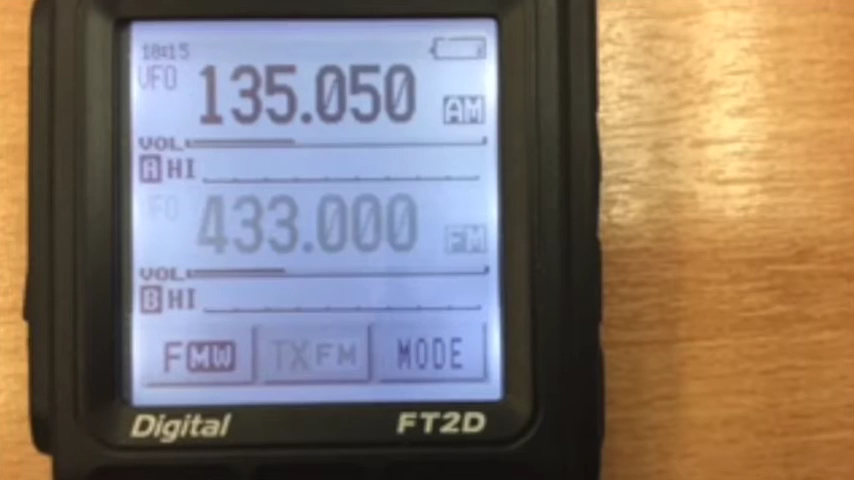 18:15
VFO 135.050 AM
VOL
A HI
VFO 433.000 FM
VOL
B HI
F MW TX FM MODE
Digital FT2D